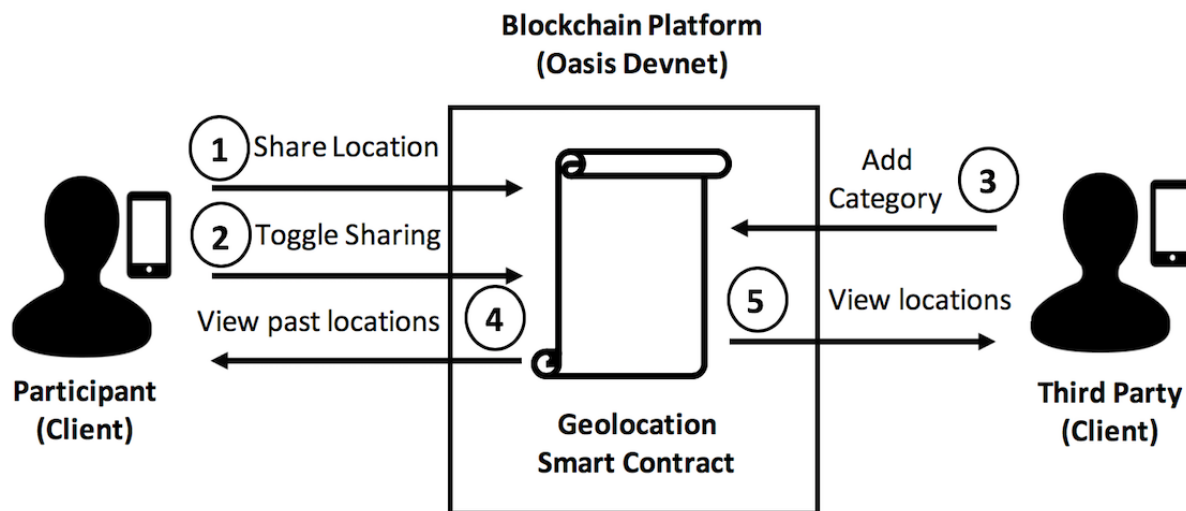 Blockchain Platform
(Oasis Devnet)
1 Share Location
2 Toggle Sharing
View past locations 4
Participant
(Client)
Geolocation
Smart Contract
Add
Category
3
5 View locations
Third Party
(Client)